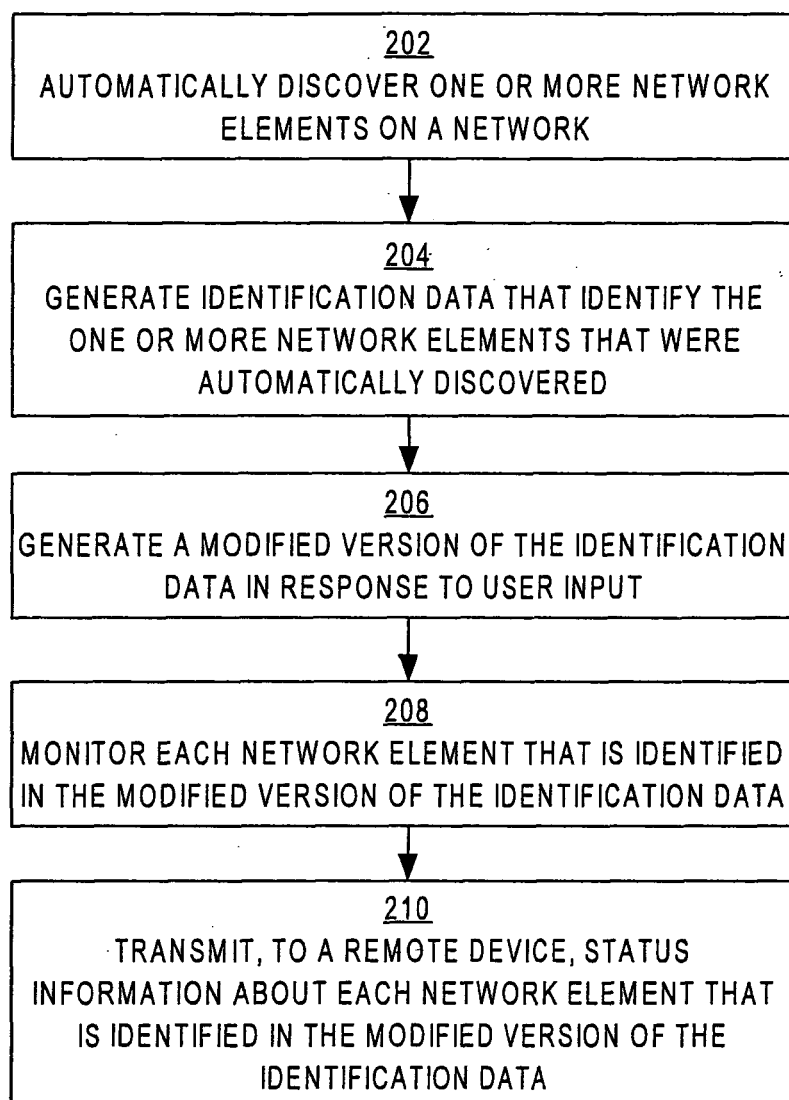 202
AUTOMATICALLY DISCOVER ONE OR MORE NETWORK
ELEMENTS ON A NETWORK
204
GENERATE IDENTIFICATION DATA THAT IDENTIFY THE
ONE OR MORE NETWORK ELEMENTS THAT WERE
AUTOMATICALLY DISCOVERED
206
GENERATE A MODIFIED VERSION OF THE IDENTIFICATION
DATA IN RESPONSE TO USER INPUT
208
MONITOR EACH NETWORK ELEMENT THAT IS IDENTIFIED
IN THE MODIFIED VERSION OF THE IDENTIFICATION DATA
210
TRANSMIT, TO A REMOTE DEVICE, STATUS
INFORMATION ABOUT EACH NETWORK ELEMENT THAT
IS IDENTIFIED IN THE MODIFIED VERSION OF THE
IDENTIFICATION DATA